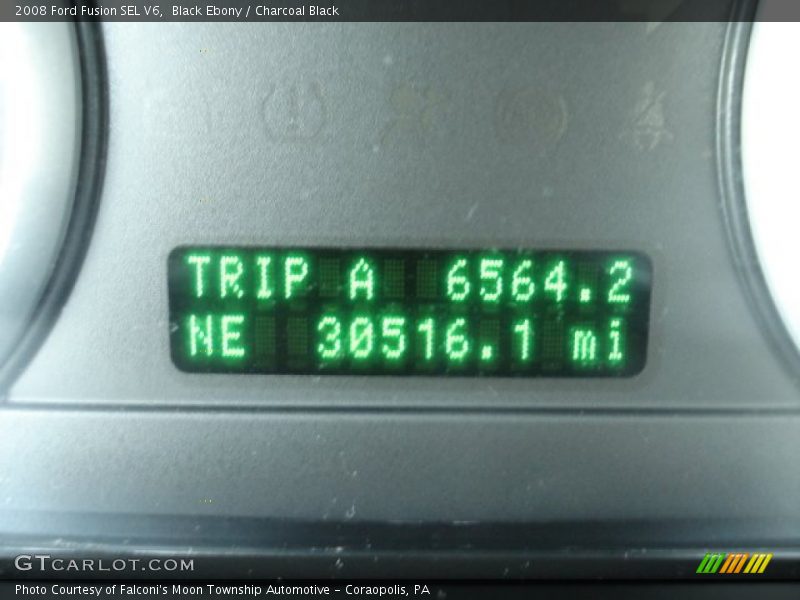 2008 Ford Fusion SEL V6,  Black Ebony / Charcoal Black
TRIP A 6564.2
NE 30516.1 mi
GTCARLOT.COM
Photo Courtesy of Falconi's Moon Township Automotive - Coraopolis, PA